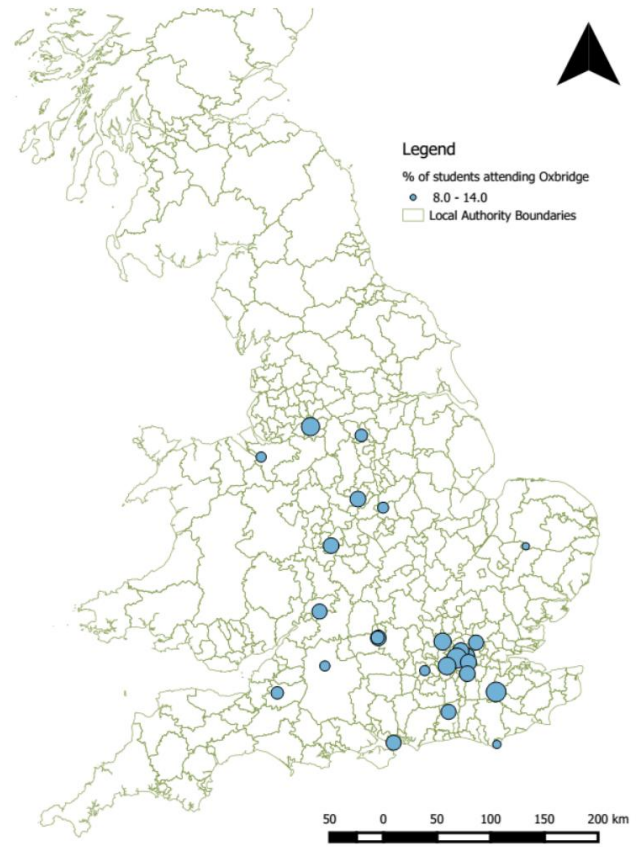 Legend
% of students attending Oxbridge
8.0 - 14.0
Local Authority Boundaries
50 0 50 100 150 200 km